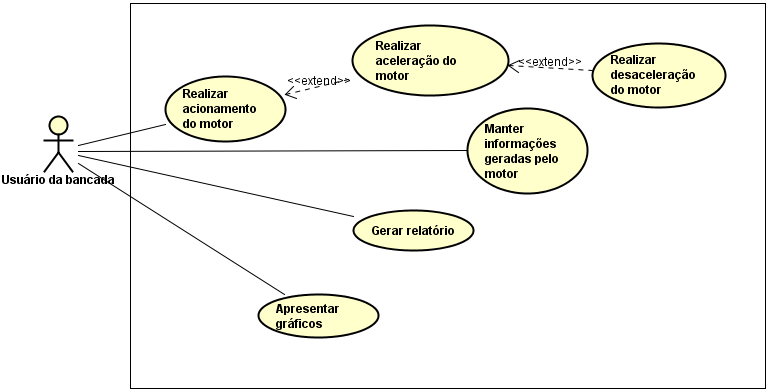 Realizar
aceleração do
motor
<<extend>>
Realizar
desaceleração
do motor
<<extend>>
Realizar
acionamento
do motor
Manter
informações
geradas pelo
motor
Usuário da bancada
Gerar relatório
Apresentar
gráficos